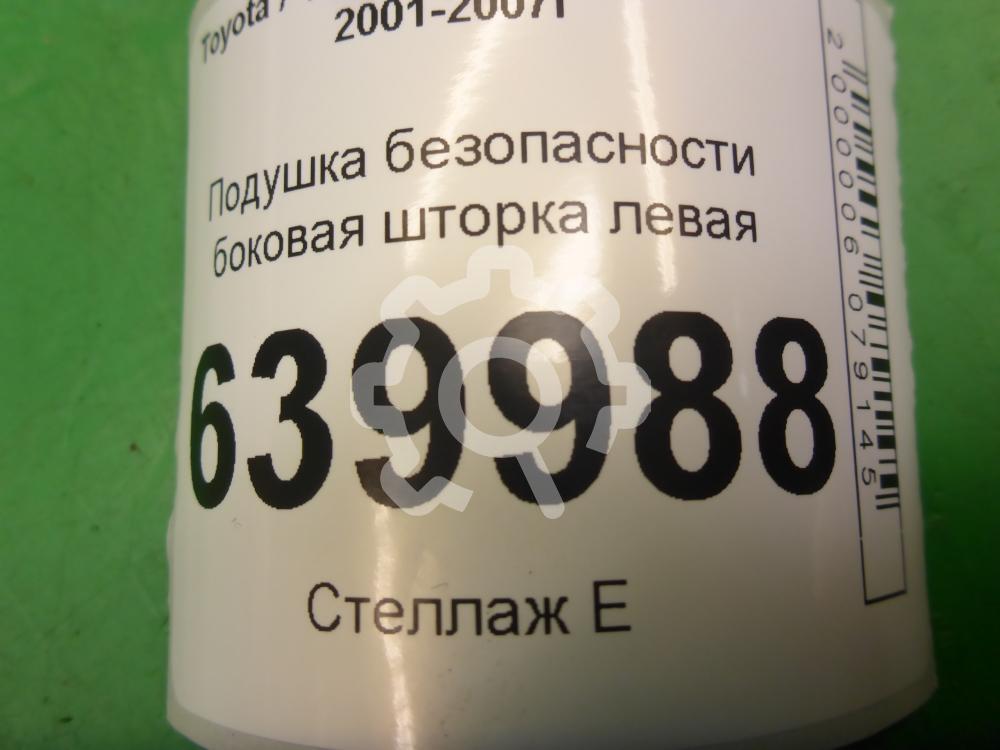 Toyota
2001-2007г
Подушка безопасности
боковая шторка левая
639988
Стеллаж Е
2000006079145